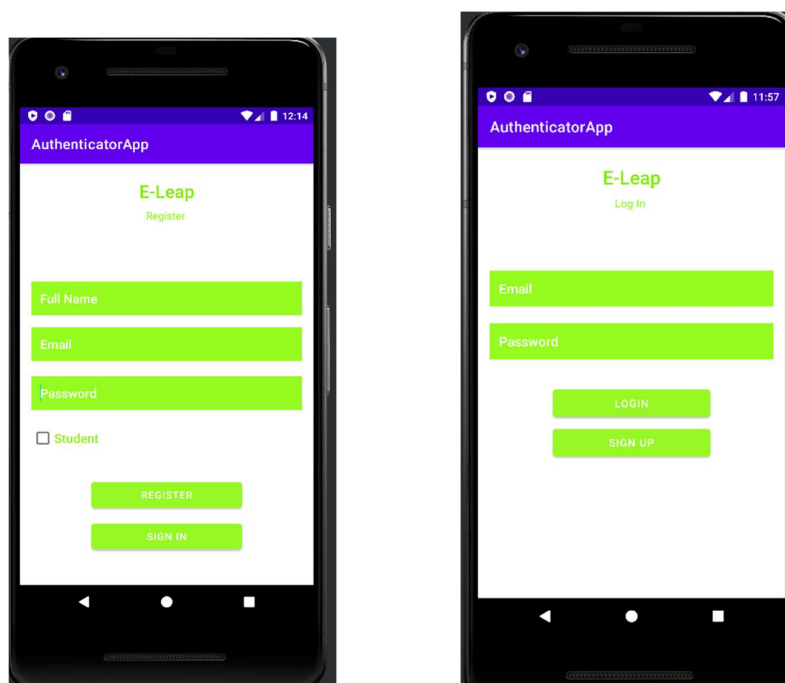 12:14
AuthenticatorApp
E-Leap
Register
Full Name
Email
Password
Student
REGISTER
SIGN IN
11:57
AuthenticatorApp
E-Leap
Log In
Email
Password
LOGIN
SIGN UP